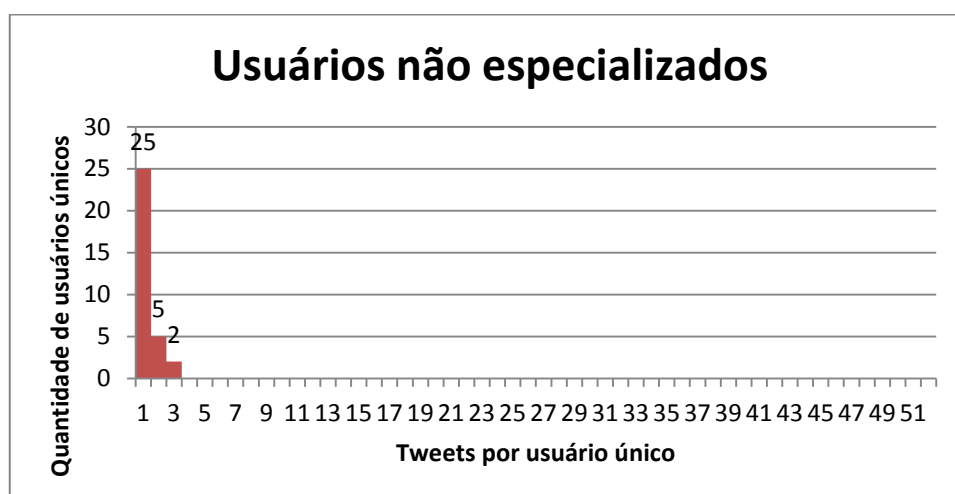 Usuários não especializados
Quantidade de usuários únicos
30
25
20
15
10
5
0
25
5
2
1 3 5 7 9 11 13 15 17 19 21 23 25 27 29 31 33 35 37 39 41 43 45 47 49 51
Tweets por usuário único